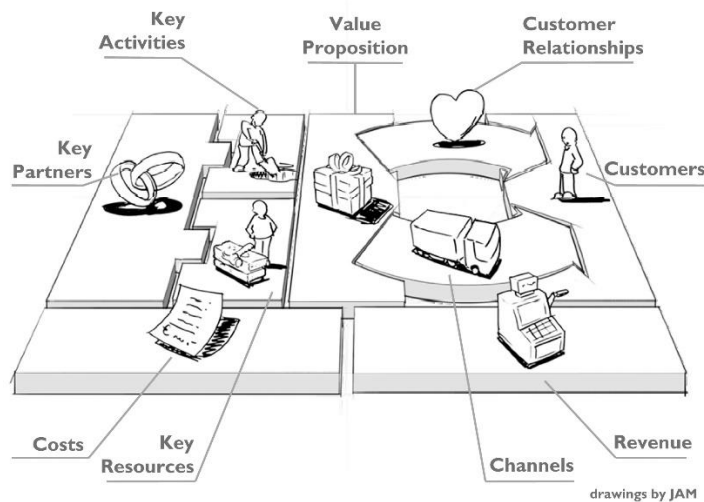 Key
Activities
Value
Proposition
Customer
Relationships
Key
Partners
Customers
Costs
Key
Resources
Channels
Revenue
drawings by JAM